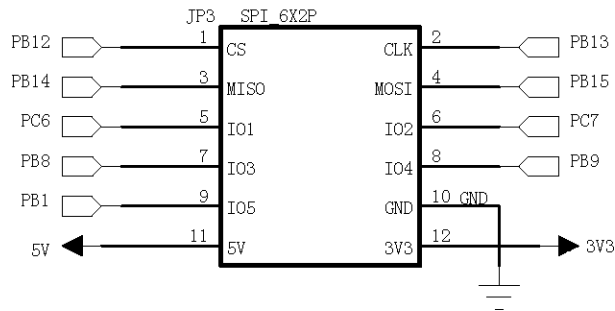 JP3 SPI_6X2P
PB12 1 CS CLK 2 PB13
PB14 3 MISO MOSI 4 PB15
PC6 5 IO1 IO2 6 PC7
PB8 7 IO3 IO4 8 PB9
PB1 9 IO5 GND 10 GND
5V 11 5V 3V3 12 3V3